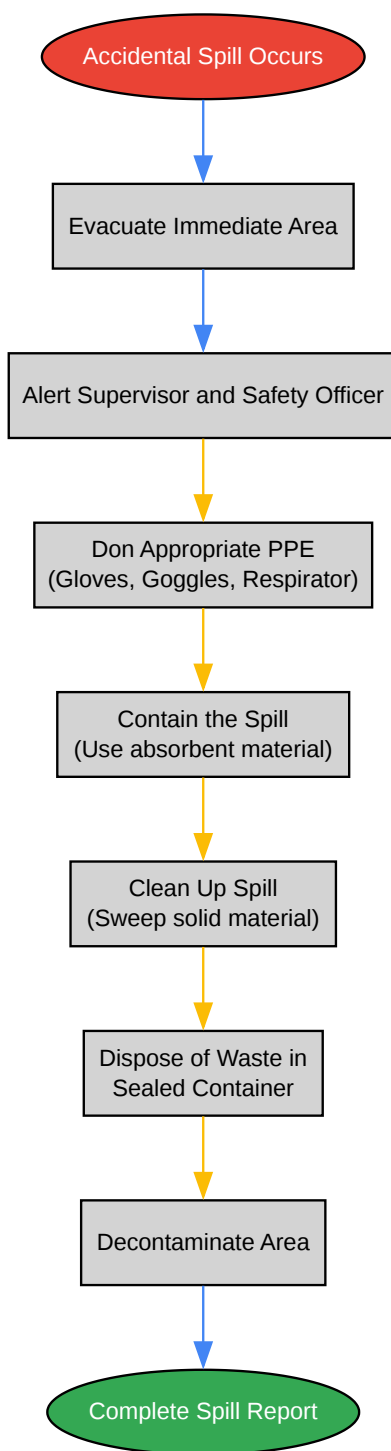 Accidental Spill Occurs
Evacuate Immediate Area
Alert Supervisor and Safety Officer
Don Appropriate PPE
(Gloves, Goggles, Respirator)
Contain the Spill
(Use absorbent material)
Clean Up Spill
(Sweep solid material)
Dispose of Waste in
Sealed Container
Decontaminate Area
Complete Spill Report